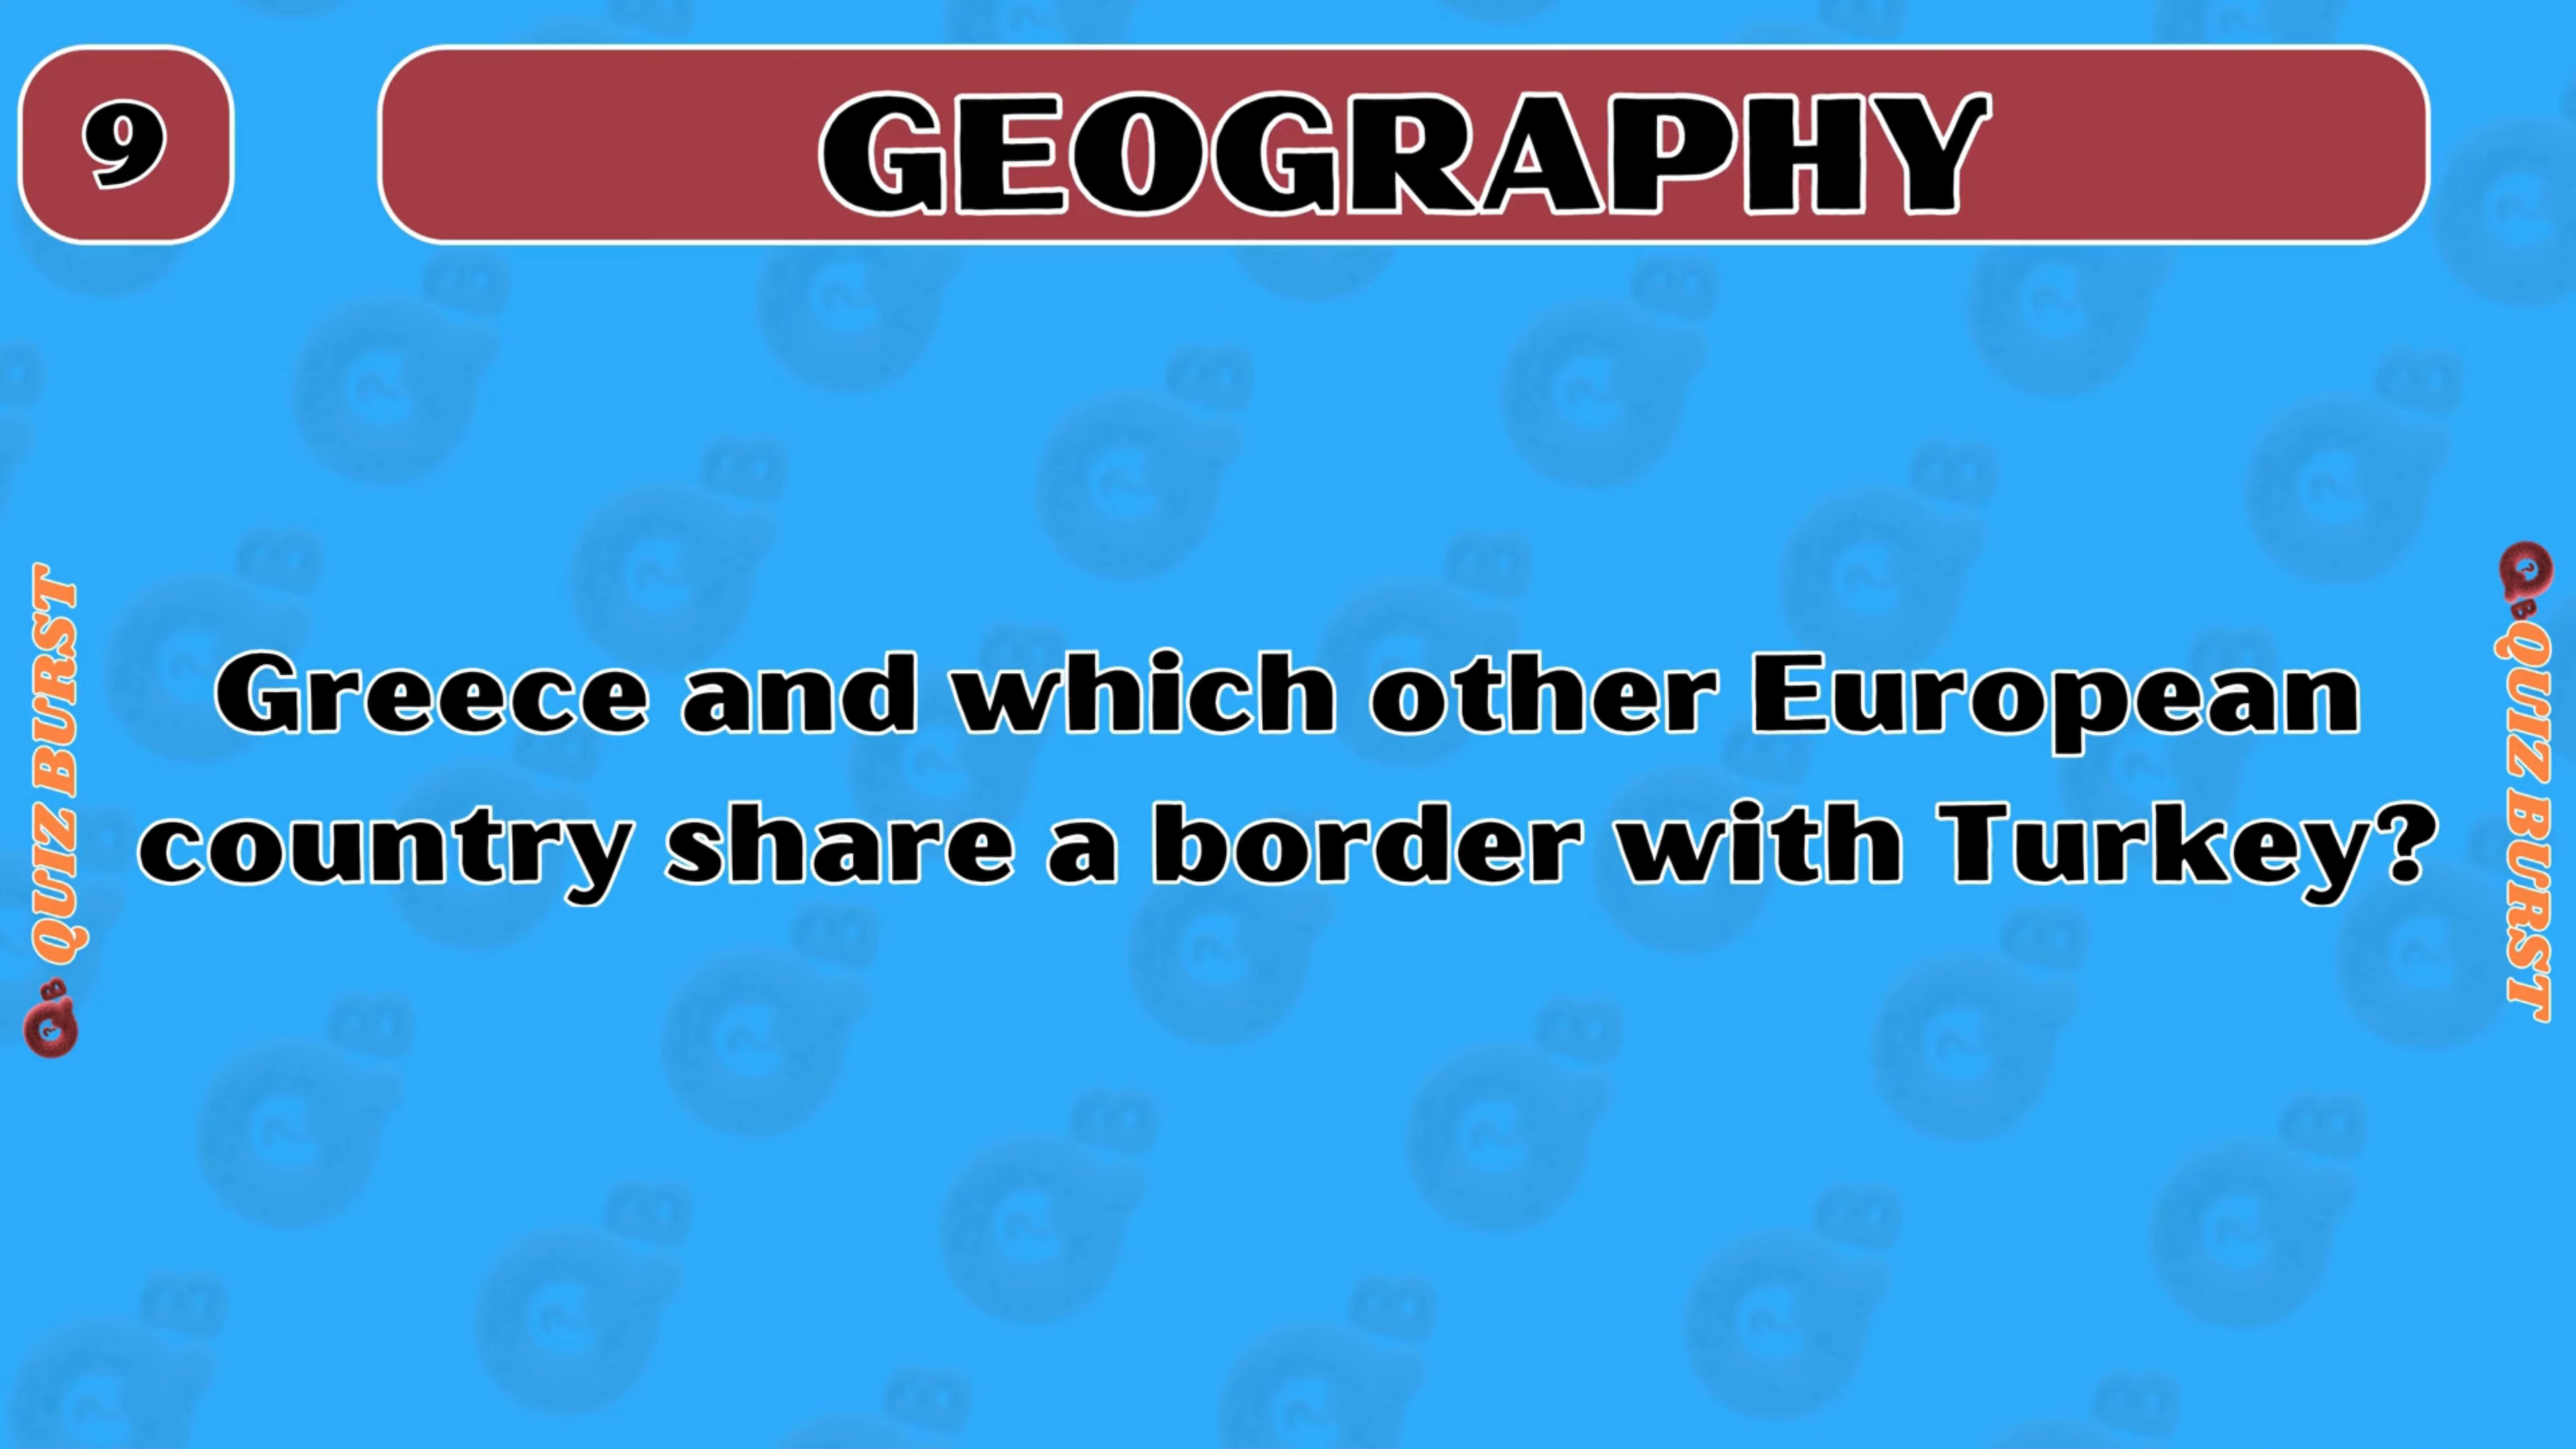 9
GEOGRAPHY
Greece and which other European
country share a border with Turkey?
QUIZ BURST
QUIZ BURST